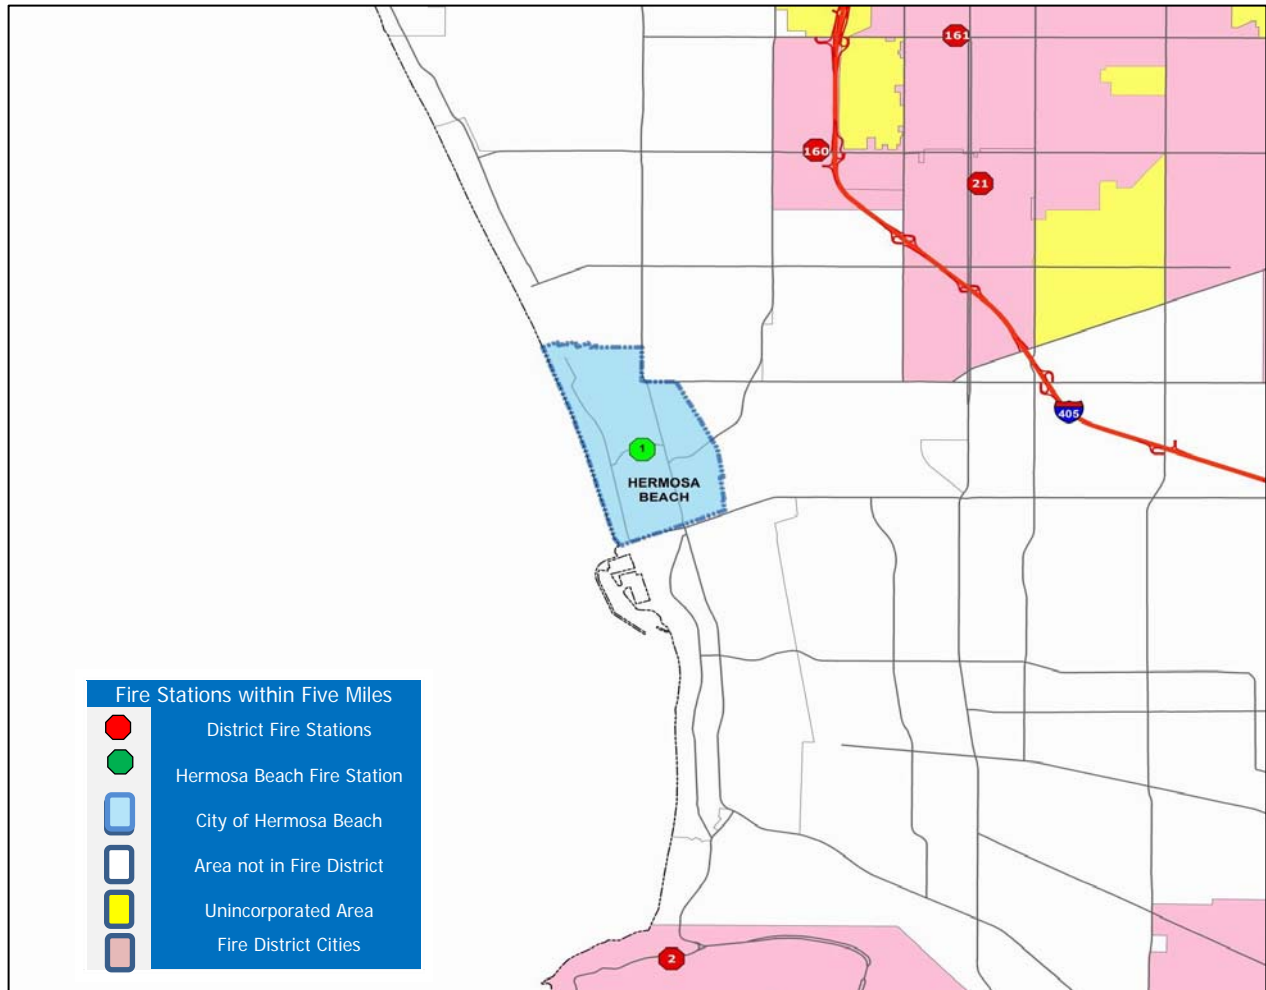 161
160
21
405
1
HERMOSA
BEACH
Fire Stations within Five Miles
District Fire Stations
Hermosa Beach Fire Station
City of Hermosa Beach
Area not in Fire District
Unincorporated Area
Fire District Cities
2